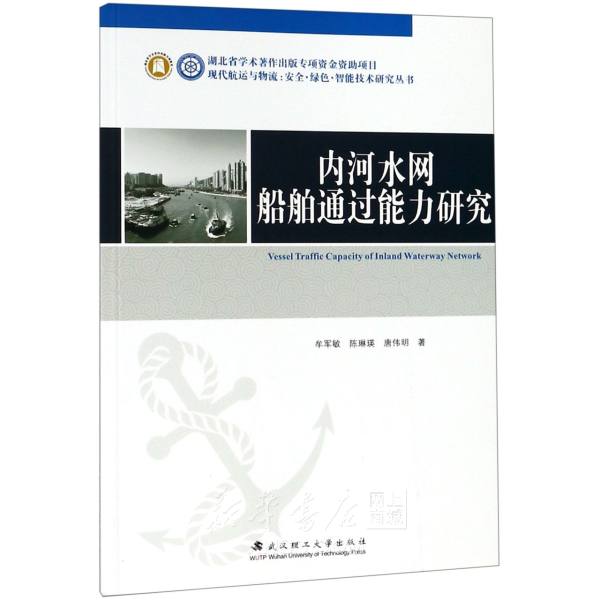 湖北省学术著作出版专项资金资助项目
现代航运与物流:安全·绿色·智能技术研究丛书
内河水网
船舶通过能力研究
Vessel Traffic Capacity of Inland Waterway Network
牟军敏 陈琳瑛 唐伟明 著
新华书店
网上商城
武汉理工大学出版社
WUTP Wuhan University of Technology Press